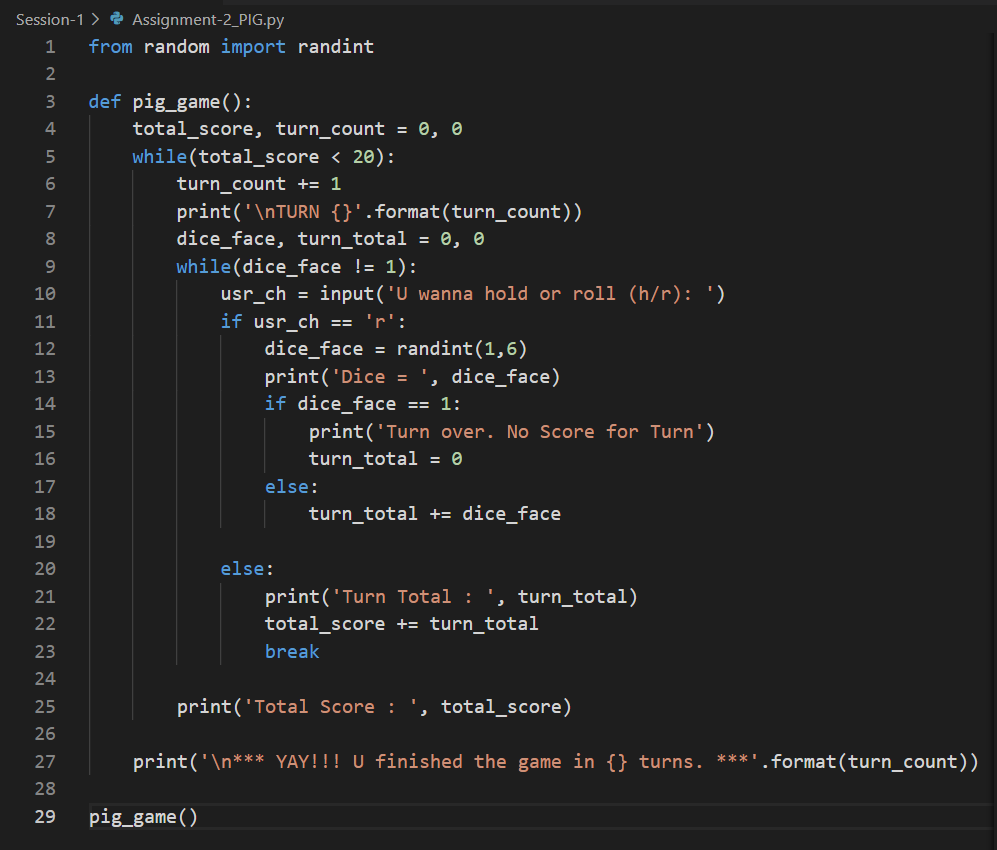 Session-1 > Assignment-2_PIG.py
1 from random import randint
2
3 def pig_game():
4     total_score, turn_count = 0, 0
5     while(total_score < 20):
6         turn_count += 1
7         print('\nTURN {}'.format(turn_count))
8         dice_face, turn_total = 0, 0
9         while(dice_face != 1):
10             usr_ch = input('U wanna hold or roll (h/r): ')
11             if usr_ch == 'r':
12                 dice_face = randint(1,6)
13                 print('Dice = ', dice_face)
14                 if dice_face == 1:
15                     print('Turn over. No Score for Turn')
16                     turn_total = 0
17                 else:
18                     turn_total += dice_face
19
20             else:
21                 print('Turn Total : ', turn_total)
22                 total_score += turn_total
23                 break
24
25         print('Total Score : ', total_score)
26
27     print('\n*** YAY!!! U finished the game in {} turns. ***'.format(turn_count))
28
29 pig_game()